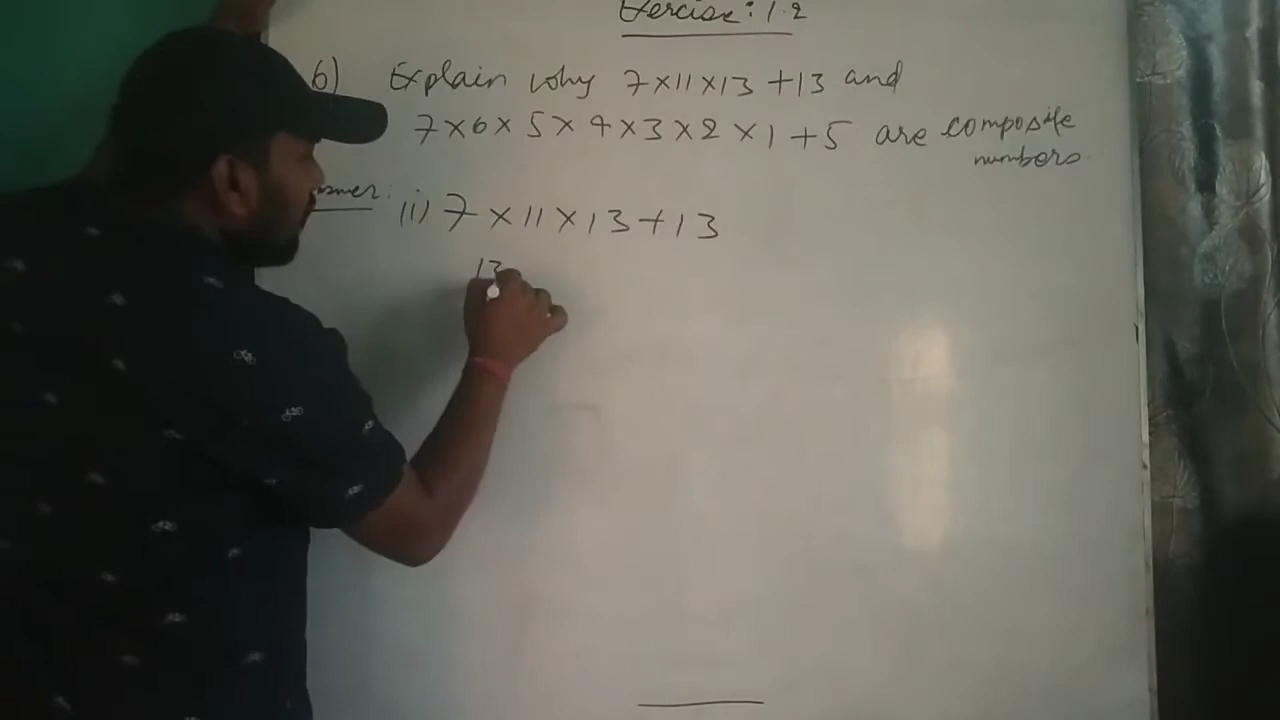 Exercise: 1.2
6) Explain why 7×11×13+13 and
7×6×5×4×3×2×1+5 are composite
numbers
(i) 7×11×13+13
13